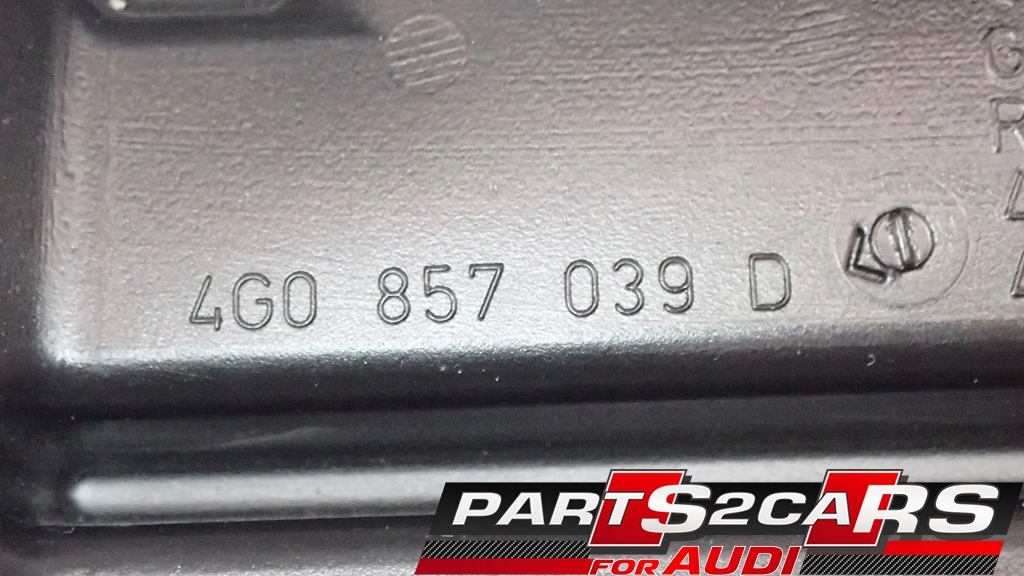 4G0 857 039 D
G
R
PARTS2CARS
FOR AUDI